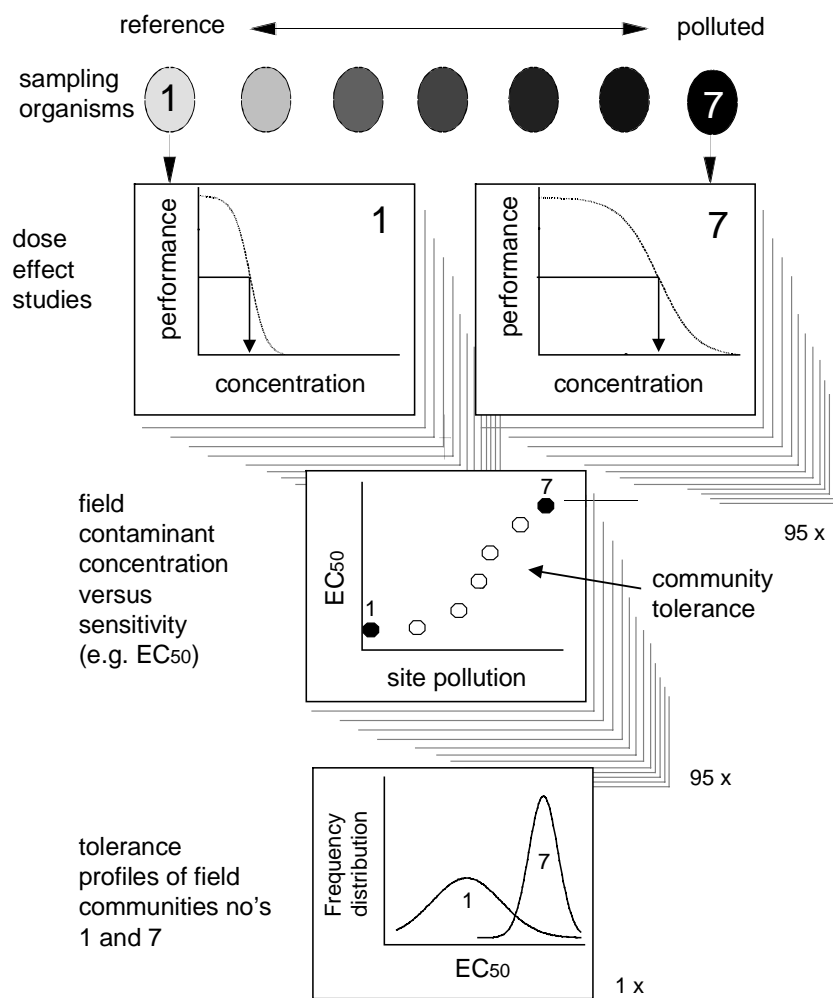 reference
polluted
sampling
organisms
1
7
dose
effect
studies
performance
1
concentration
performance
7
concentration
95 x
field
contaminant
concentration
versus
sensitivity
(e.g. EC50)
EC50
1
7
site pollution
community
tolerance
95 x
tolerance
profiles of field
communities no's
1 and 7
Frequency
distribution
1
7
EC50
1 x